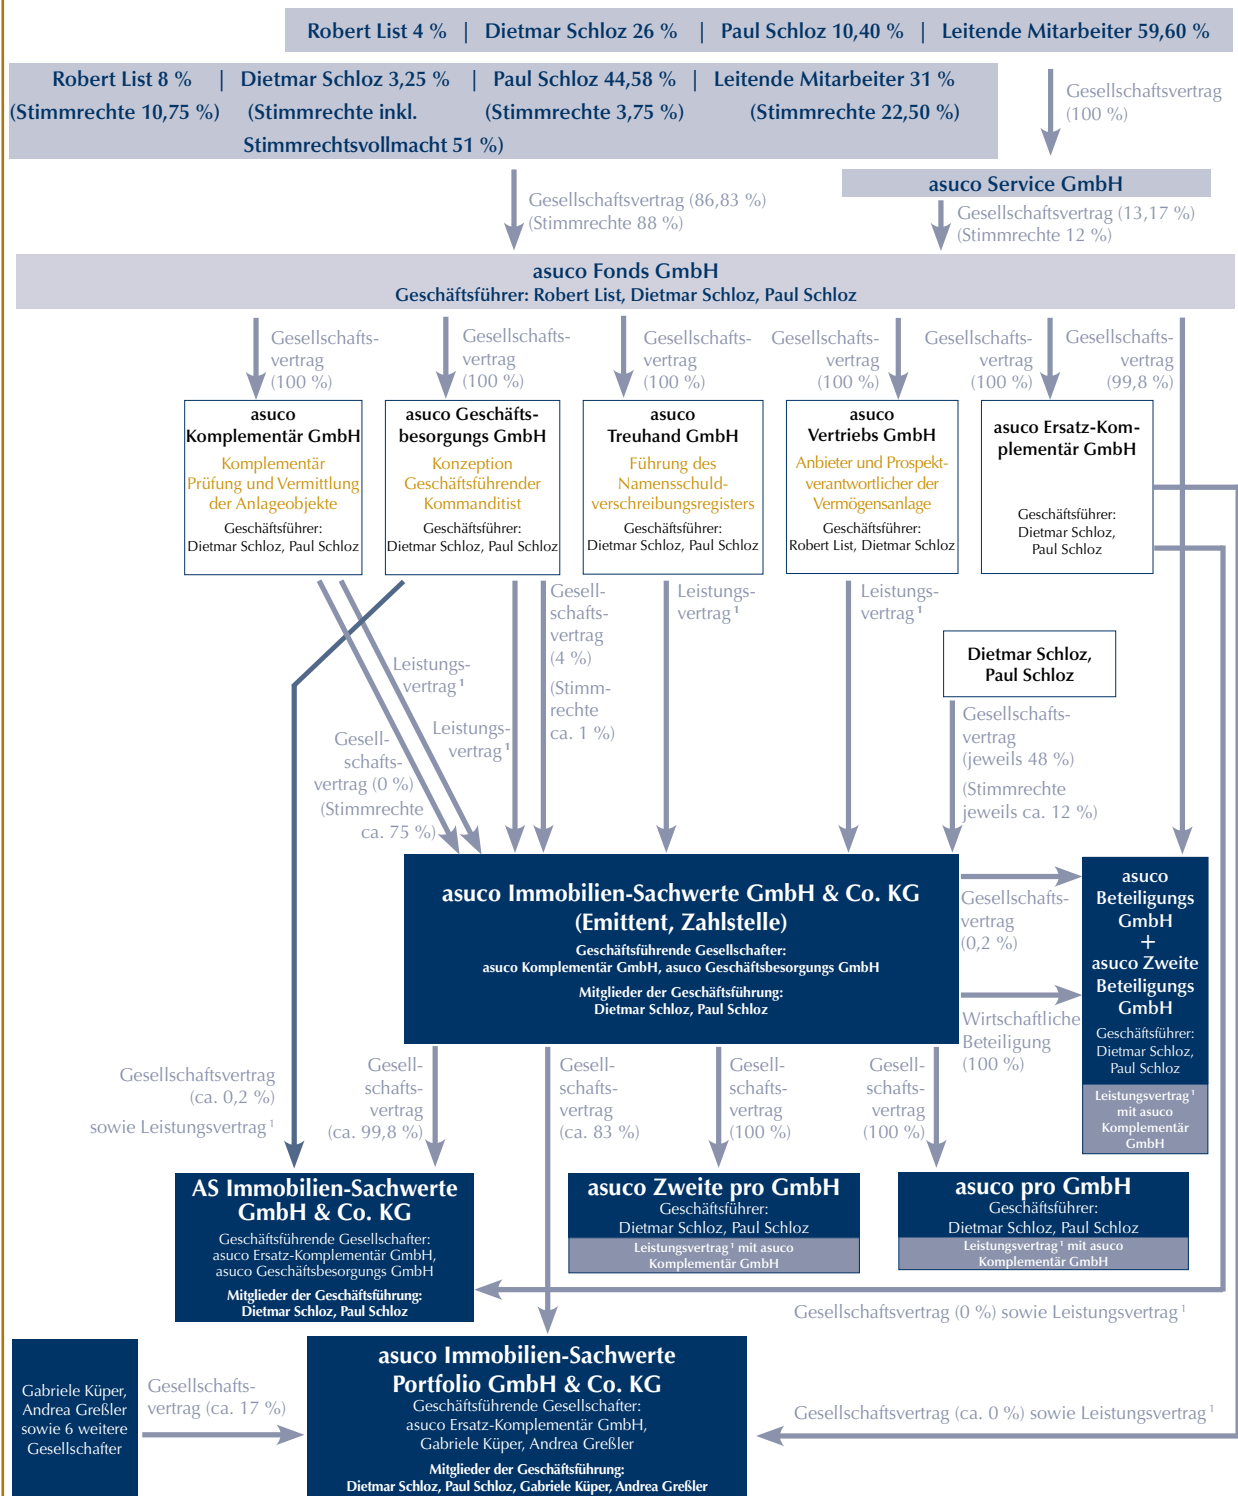 Robert List 4 % | Dietmar Schloz 26 % | Paul Schloz 10,40 % | Leitende Mitarbeiter 59,60 %
Robert List 8 % | Dietmar Schloz 3,25 % | Paul Schloz 44,58 % | Leitende Mitarbeiter 31 %
(Stimmrechte 10,75 %) (Stimmrechte inkl. (Stimmrechte 3,75 %) (Stimmrechte 22,50 %)
Stimmrechtsvollmacht 51 %)
Gesellschaftsvertrag
(100 %)
asuco Service GmbH
Gesellschaftsvertrag (86,83 %)
(Stimmrechte 88 %)
Gesellschaftsvertrag (13,17 %)
(Stimmrechte 12 %)
asuco Fonds GmbH
Geschäftsführer: Robert List, Dietmar Schloz, Paul Schloz
Gesellschafts-
vertrag
(100 %)
Gesellschafts-
vertrag
(100 %)
Gesellschafts-
vertrag
(100 %)
Gesellschafts-
vertrag
(100 %)
Gesellschafts-
vertrag
(100 %)
Gesellschafts-
vertrag
(99,8 %)
asuco
Komplementär GmbH
Komplementär
Prüfung und Vermittlung
der Anlageobjekte
Geschäftsführer:
Dietmar Schloz, Paul Schloz
asuco Geschäfts-
besorgungs GmbH
Konzeption
Geschäftsführender
Kommanditist
Geschäftsführer:
Dietmar Schloz, Paul Schloz
asuco
Treuhand GmbH
Führung des
Namensschuld-
verschreibungsregisters
Geschäftsführer:
Dietmar Schloz, Paul Schloz
asuco
Vertriebs GmbH
Anbieter und Prospekt-
verantwortlicher der
Vermögensanlage
Geschäftsführer:
Robert List, Dietmar Schloz
asuco Ersatz-Kom-
plementär GmbH
Geschäftsführer:
Dietmar Schloz,
Paul Schloz
Gesell-
schafts-
vertrag (0 %)
(Stimmrechte
ca. 75 %)
Leistungs-
vertrag ¹
Leistungs-
vertrag ¹
Gesell-
schafts-
vertrag
(4 %)
(Stimm-
rechte
ca. 1 %)
Leistungs-
vertrag ¹
Leistungs-
vertrag ¹
Dietmar Schloz,
Paul Schloz
Gesellschafts-
vertrag
(jeweils 48 %)
(Stimmrechte
jeweils ca. 12 %)
asuco Immobilien-Sachwerte GmbH & Co. KG
(Emittent, Zahlstelle)
Geschäftsführende Gesellschafter:
asuco Komplementär GmbH, asuco Geschäftsbesorgungs GmbH
Mitglieder der Geschäftsführung:
Dietmar Schloz, Paul Schloz
Gesellschafts-
vertrag
(0,2 %)
Wirtschaftliche
Beteiligung
(100 %)
asuco
Beteiligungs
GmbH
+
asuco Zweite
Beteiligungs
GmbH
Geschäftsführer:
Dietmar Schloz,
Paul Schloz
Leistungsvertrag ¹
mit asuco
Komplementär
GmbH
Gesellschaftsvertrag
(ca. 0,2 %)
sowie Leistungsvertrag ¹
Gesell-
schafts-
vertrag
(ca. 99,8 %)
Gesell-
schafts-
vertrag
(ca. 83 %)
Gesell-
schafts-
vertrag
(100 %)
Gesell-
schafts-
vertrag
(100 %)
AS Immobilien-Sachwerte
GmbH & Co. KG
Geschäftsführende Gesellschafter:
asuco Ersatz-Komplementär GmbH,
asuco Geschäftsbesorgungs GmbH
Mitglieder der Geschäftsführung:
Dietmar Schloz, Paul Schloz
asuco Zweite pro GmbH
Geschäftsführer:
Dietmar Schloz, Paul Schloz
Leistungsvertrag ¹ mit asuco
Komplementär GmbH
asuco pro GmbH
Geschäftsführer:
Dietmar Schloz, Paul Schloz
Leistungsvertrag ¹ mit asuco
Komplementär GmbH
Gesellschaftsvertrag (0 %) sowie Leistungsvertrag ¹
Gabriele Küper,
Andrea Greßler
sowie 6 weitere
Gesellschafter
Gesellschafts-
vertrag (ca. 17 %)
asuco Immobilien-Sachwerte
Portfolio GmbH & Co. KG
Geschäftsführende Gesellschafter:
asuco Ersatz-Komplementär GmbH,
Gabriele Küper, Andrea Greßler
Mitglieder der Geschäftsführung:
Dietmar Schloz, Paul Schloz, Gabriele Küper, Andrea Greßler
Gesellschaftsvertrag (ca. 0 %) sowie Leistungsvertrag ¹